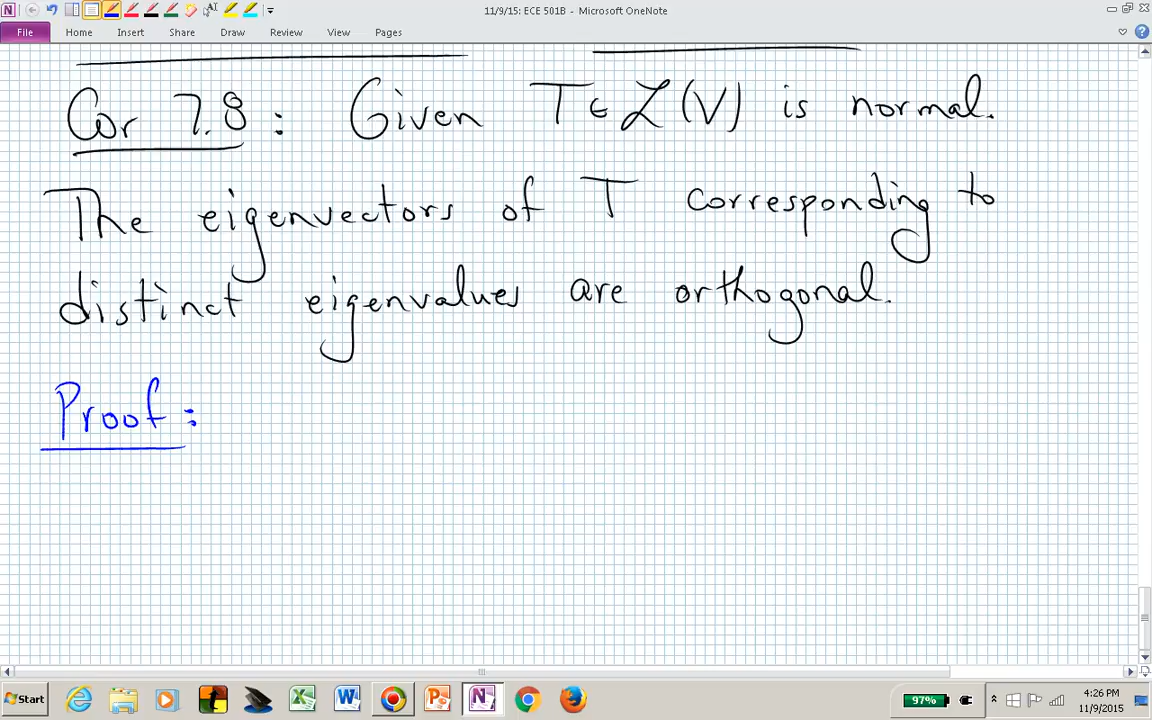 11/9/15: ECE 501B - Microsoft OneNote
File Home Insert Share Draw Review View Pages
Cor 7.8: Given T∈ℒ(V) is normal.
The eigenvectors of T corresponding to
distinct eigenvalues are orthogonal.
Proof:
Start
97%
4:26 PM
11/9/2015